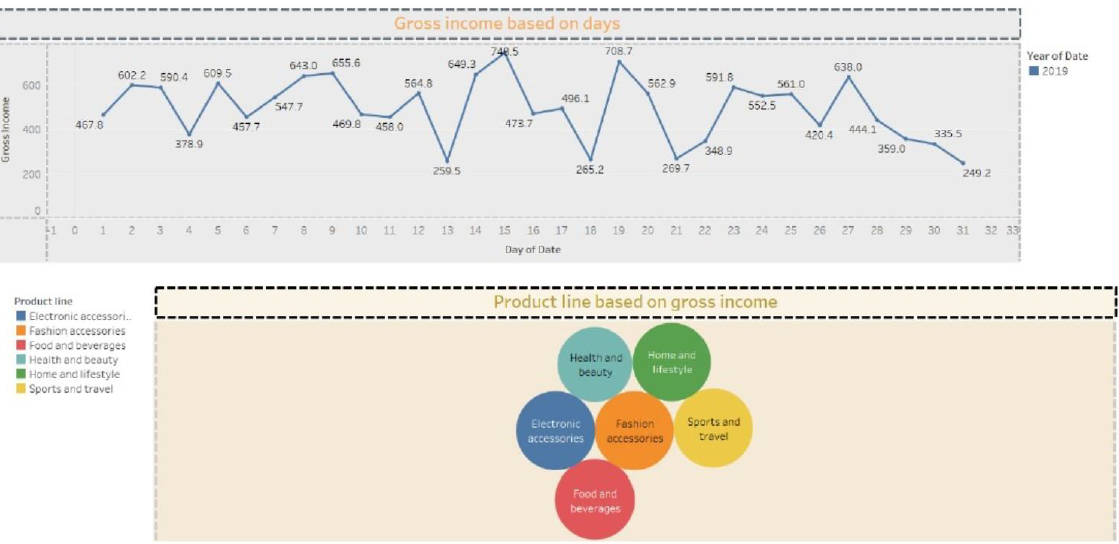 Gross income based on days
Year of Date
2019
Gross Income
600
400
200
0
467.8
602.2
590.4
378.9
609.5
457.7
547.7
643.0
655.6
469.8
458.0
564.8
259.5
649.3
748.5
473.7
496.1
265.2
708.7
562.9
269.7
348.9
591.8
552.5
561.0
420.4
638.0
444.1
359.0
335.5
249.2
-1 0 1 2 3 4 5 6 7 8 9 10 11 12 13 14 15 16 17 18 19 20 21 22 23 24 25 26 27 28 29 30 31 32 33
Day of Date
Product line
Electronic accessori..
Fashion accessories
Food and beverages
Health and beauty
Home and lifestyle
Sports and travel
Product line based on gross income
Health and
beauty
Home and
lifestyle
Electronic
accessories
Fashion
accessories
Sports and
travel
Food and
beverages